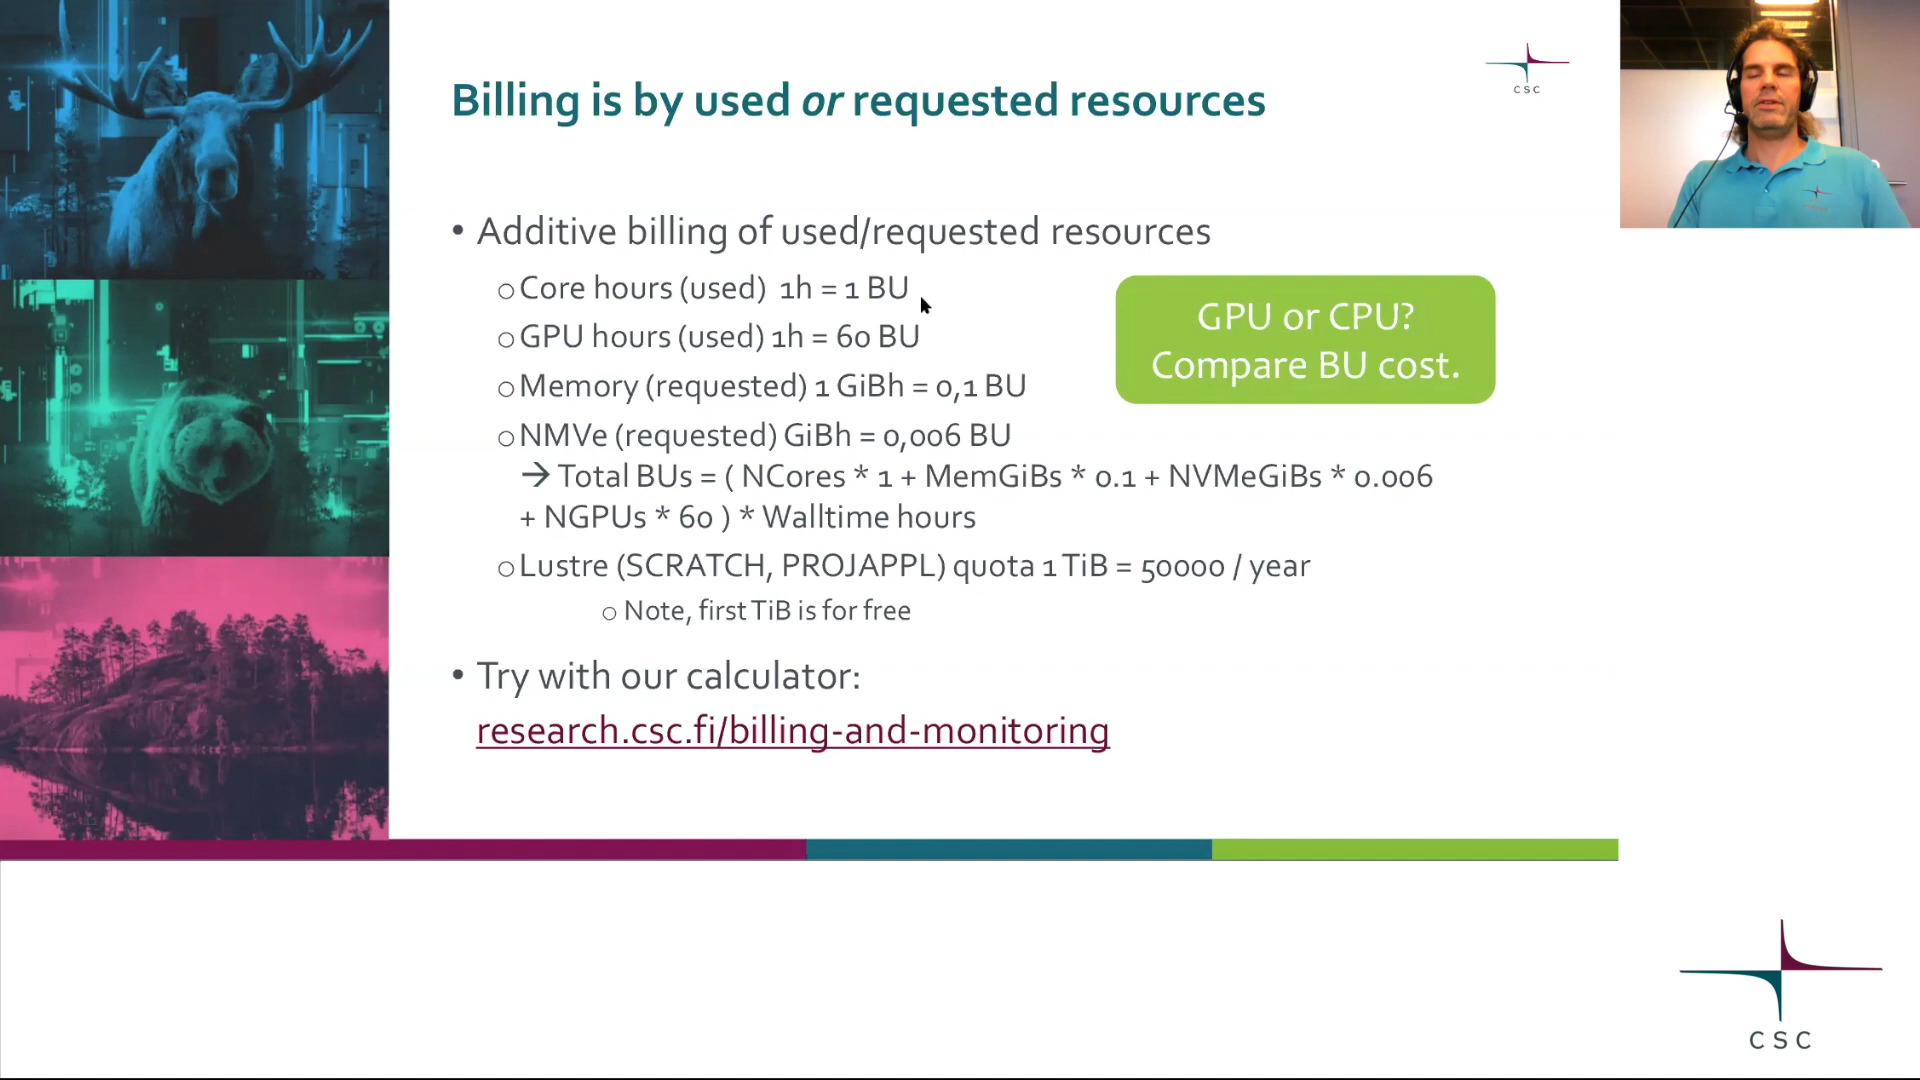 Billing is by used or requested resources
CSC
• Additive billing of used/requested resources
○ Core hours (used) 1h = 1 BU
○ GPU hours (used) 1h = 60 BU
○ Memory (requested) 1 GiBh = 0,1 BU
○ NMVe (requested) GiBh = 0,006 BU
→ Total BUs = ( NCores * 1 + MemGiBs * 0.1 + NVMeGiBs * 0.006
+ NGPUs * 60 ) * Walltime hours
○ Lustre (SCRATCH, PROJAPPL) quota 1 TiB = 50000 / year
○ Note, first TiB is for free
GPU or CPU?
Compare BU cost.
• Try with our calculator:
research.csc.fi/billing-and-monitoring
CSC